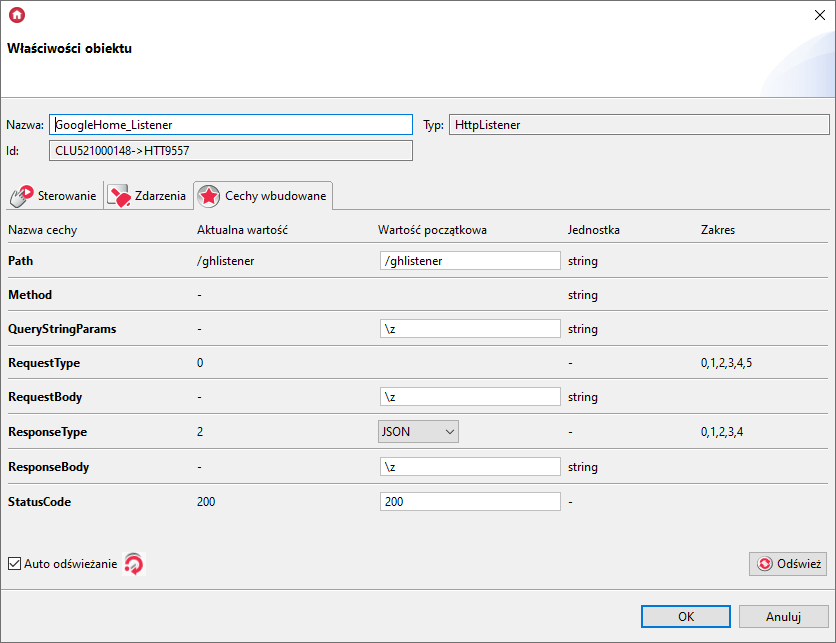 Właściwości obiektu
Nazwa: GoogleHome_Listener Typ: HttpListener
Id: CLU521000148->HTT9557
Sterowanie Zdarzenia Cechy wbudowane
Nazwa cechy Aktualna wartość Wartość początkowa Jednostka Zakres
Path /ghlistener /ghlistener string
Method - string
QueryStringParams - \z string
RequestType 0 - 0,1,2,3,4,5
RequestBody - \z string
ResponseType 2 JSON - 0,1,2,3,4
ResponseBody - \z string
StatusCode 200 200 -
Auto odświeżanie Odśwież
OK Anuluj